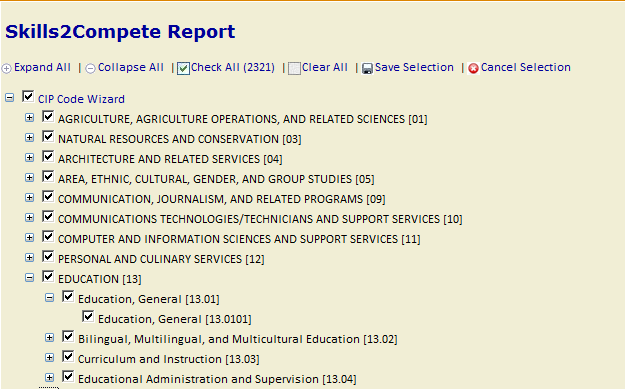 Skills2Compete Report
Expand All | Collapse All | Check All (2321) | Clear All | Save Selection | Cancel Selection
CIP Code Wizard
AGRICULTURE, AGRICULTURE OPERATIONS, AND RELATED SCIENCES [01]
NATURAL RESOURCES AND CONSERVATION [03]
ARCHITECTURE AND RELATED SERVICES [04]
AREA, ETHNIC, CULTURAL, GENDER, AND GROUP STUDIES [05]
COMMUNICATION, JOURNALISM, AND RELATED PROGRAMS [09]
COMMUNICATIONS TECHNOLOGIES/TECHNICIANS AND SUPPORT SERVICES [10]
COMPUTER AND INFORMATION SCIENCES AND SUPPORT SERVICES [11]
PERSONAL AND CULINARY SERVICES [12]
EDUCATION [13]
Education, General [13.01]
Education, General [13.0101]
Bilingual, Multilingual, and Multicultural Education [13.02]
Curriculum and Instruction [13.03]
Educational Administration and Supervision [13.04]